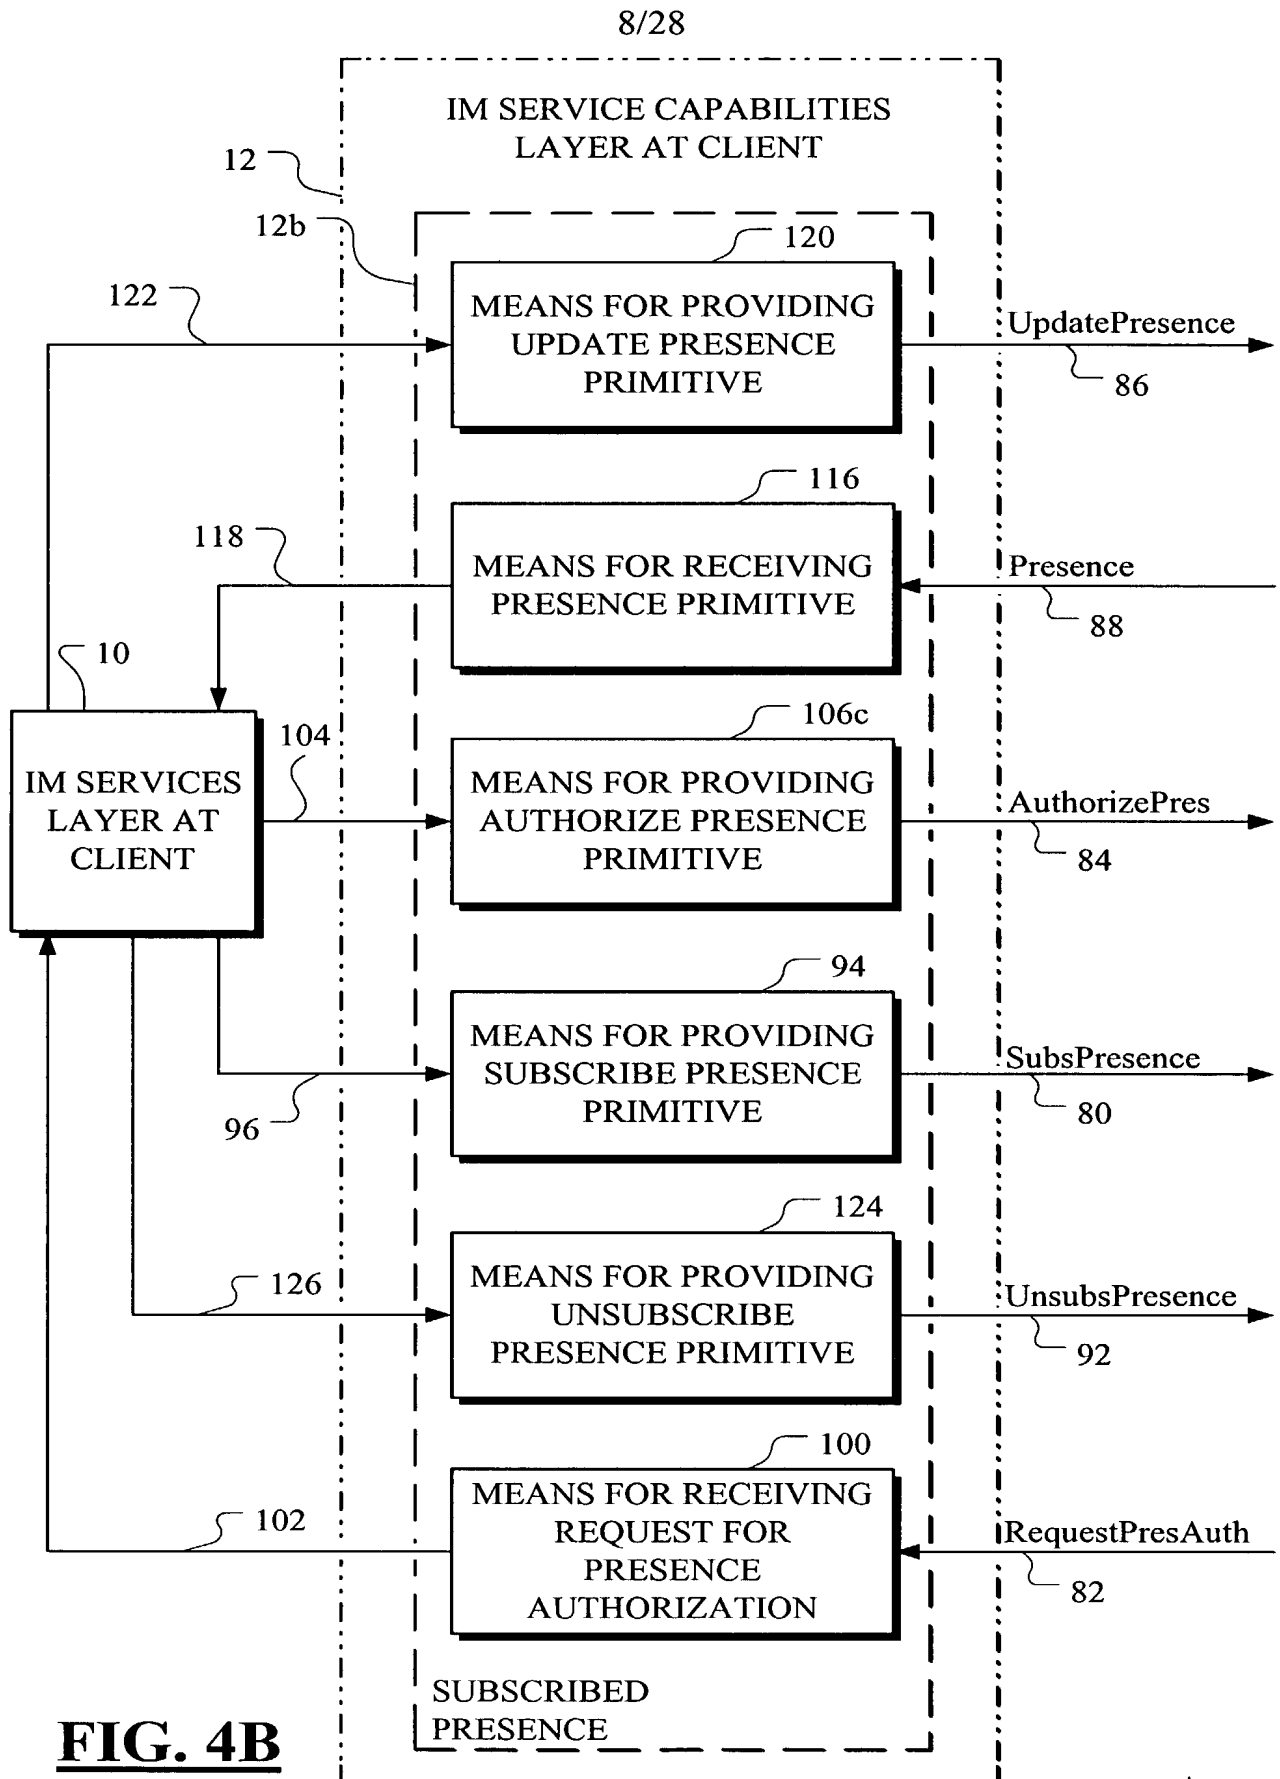 8/28
IM SERVICE CAPABILITIES
LAYER AT CLIENT
12
12b
120
122
MEANS FOR PROVIDING
UPDATE PRESENCE
PRIMITIVE
UpdatePresence
86
116
118
MEANS FOR RECEIVING
PRESENCE PRIMITIVE
Presence
88
10
IM SERVICES
LAYER AT
CLIENT
104
106c
MEANS FOR PROVIDING
AUTHORIZE PRESENCE
PRIMITIVE
AuthorizePres
84
94
MEANS FOR PROVIDING
SUBSCRIBE PRESENCE
PRIMITIVE
96
SubsPresence
80
124
126
MEANS FOR PROVIDING
UNSUBSCRIBE
PRESENCE PRIMITIVE
UnsubsPresence
92
100
102
MEANS FOR RECEIVING
REQUEST FOR
PRESENCE
AUTHORIZATION
RequestPresAuth
82
SUBSCRIBED
PRESENCE
FIG. 4B